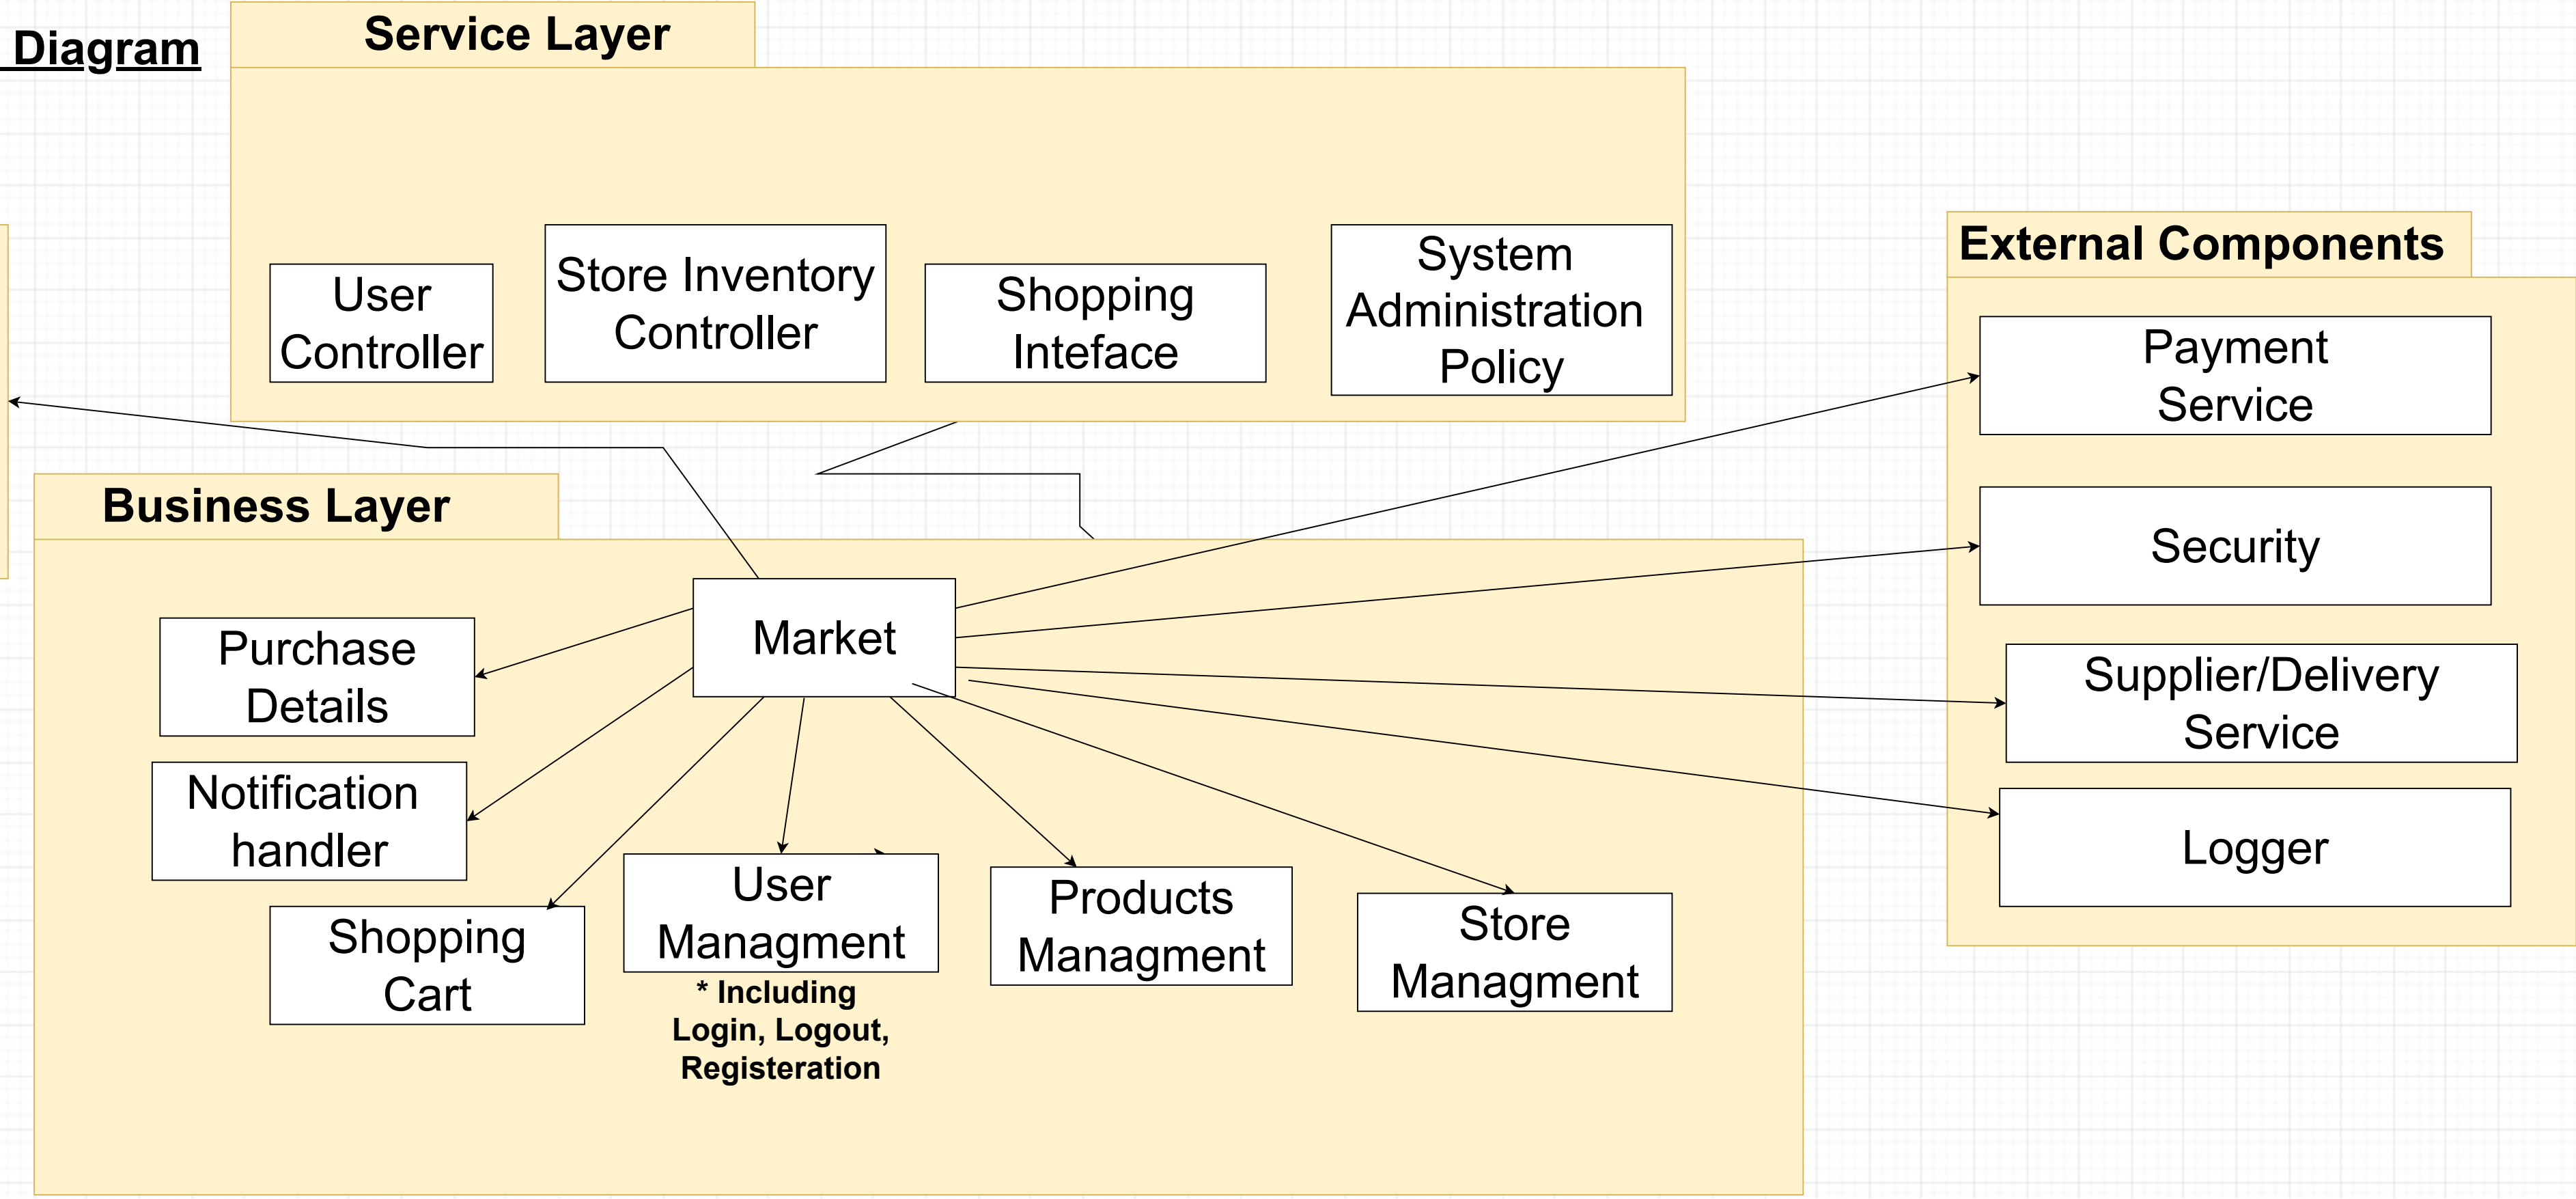 Diagram
Service Layer
User
Controller
Store Inventory
Controller
Shopping
Inteface
System
Administration
Policy
External Components
Payment
Service
Security
Supplier/Delivery
Service
Logger
Business Layer
Market
Purchase
Details
Notification
handler
Shopping
Cart
User
Managment
* Including
Login, Logout,
Registeration
Products
Managment
Store
Managment